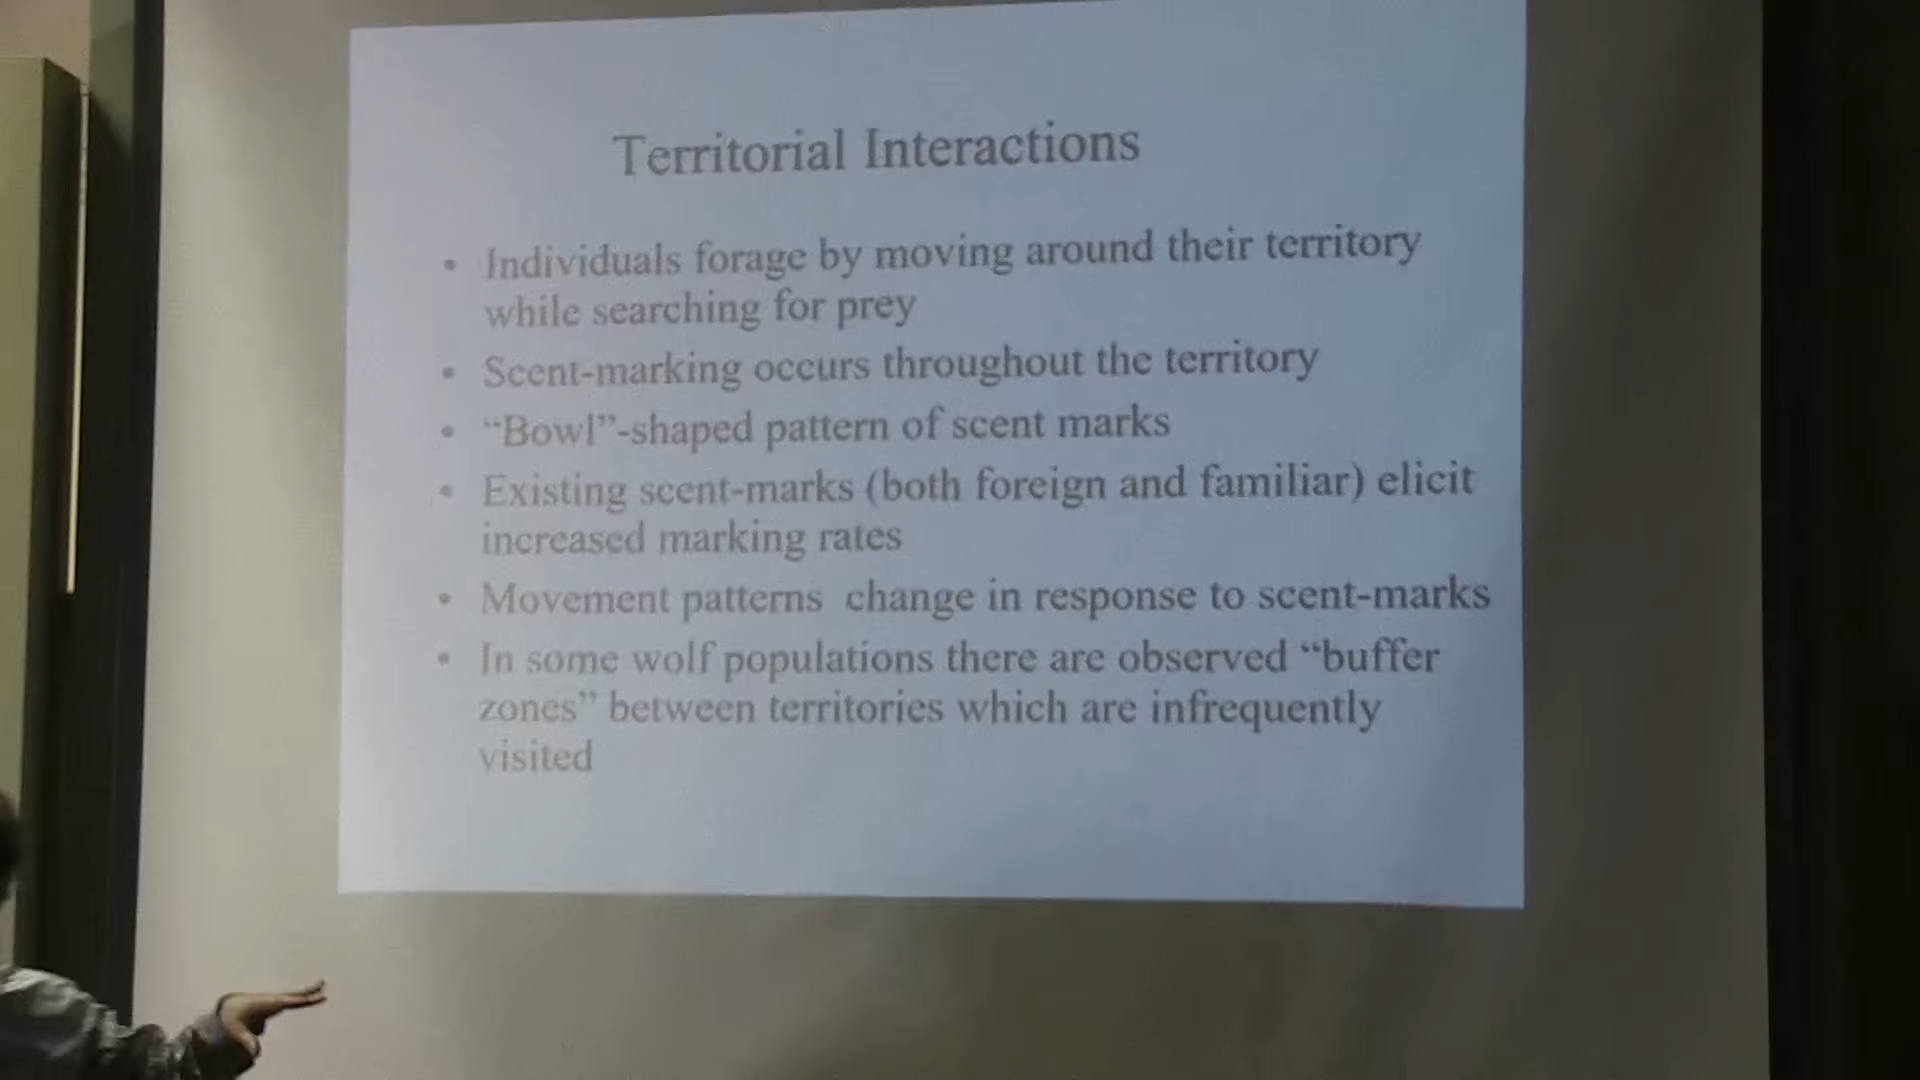 Territorial Interactions
• Individuals forage by moving around their territory
while searching for prey
• Scent-marking occurs throughout the territory
• “Bowl”-shaped pattern of scent marks
• Existing scent-marks (both foreign and familiar) elicit
increased marking rates
• Movement patterns change in response to scent-marks
• In some wolf populations there are observed “buffer
zones” between territories which are infrequently
visited